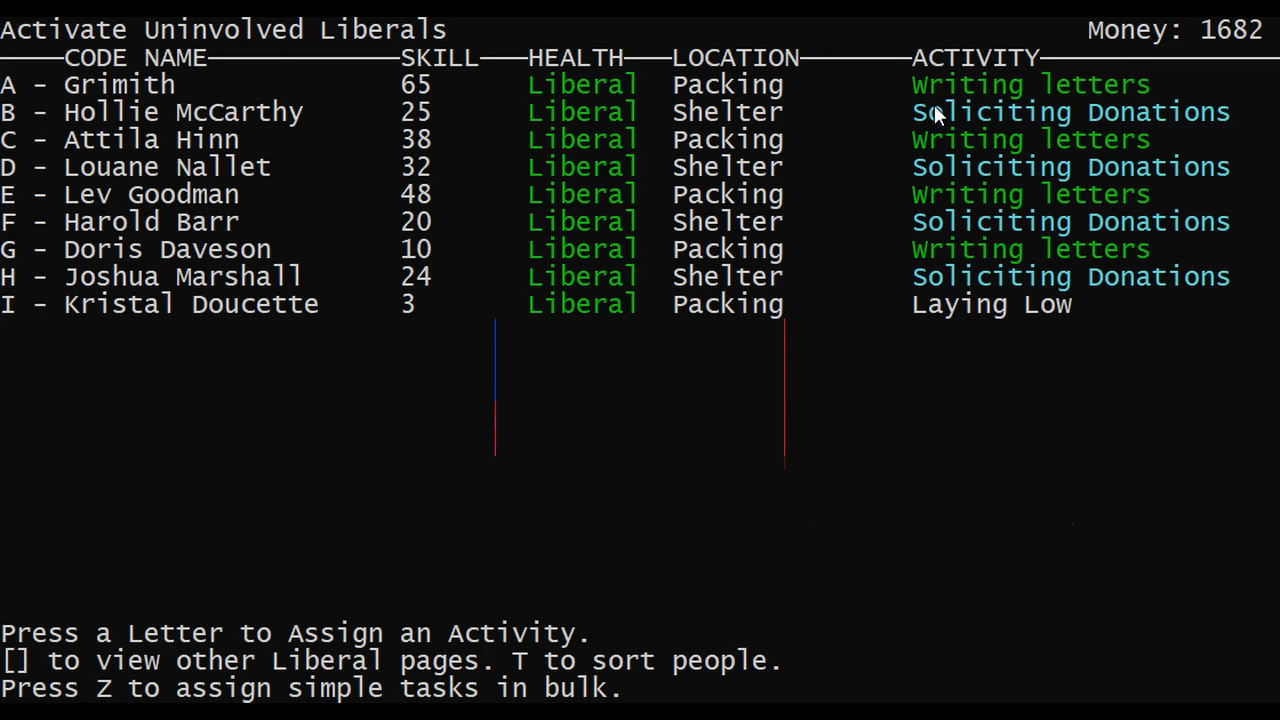 Activate Uninvolved Liberals Money: 1682
CODE NAME SKILL HEALTH LOCATION ACTIVITY
A - Grimith 65 Liberal Packing Writing letters
B - Hollie McCarthy 25 Liberal Shelter Soliciting Donations
C - Attila Hinn 38 Liberal Packing Writing letters
D - Louane Nallet 32 Liberal Shelter Soliciting Donations
E - Lev Goodman 48 Liberal Packing Writing letters
F - Harold Barr 20 Liberal Shelter Soliciting Donations
G - Doris Daveson 10 Liberal Packing Writing letters
H - Joshua Marshall 24 Liberal Shelter Soliciting Donations
I - Kristal Doucette 3 Liberal Packing Laying Low
Press a Letter to Assign an Activity.
[] to view other Liberal pages. T to sort people.
Press Z to assign simple tasks in bulk.